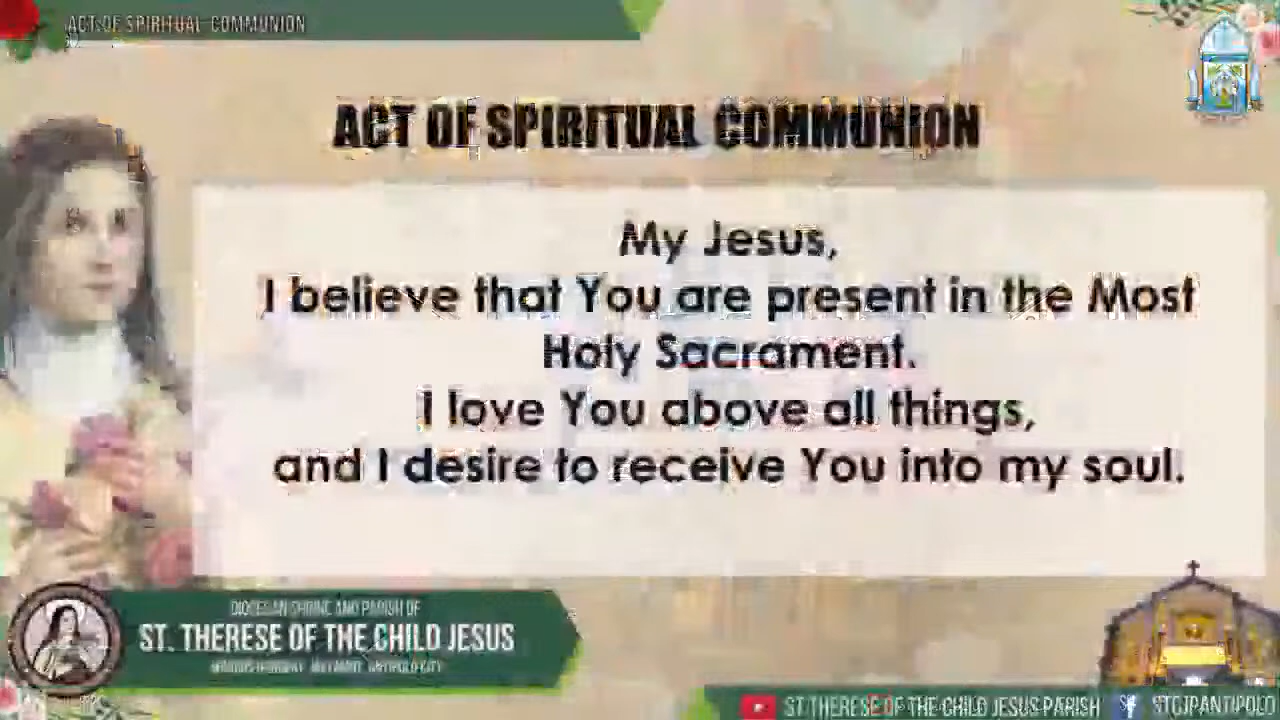 ACT OF SPIRITUAL COMMUNION
ACT OF SPIRITUAL COMMUNION
My Jesus,
I believe that You are present in the Most
Holy Sacrament.
I love You above all things,
and I desire to receive You into my soul.
DIOCESAN SHRINE AND PARISH OF
ST. THERESE OF THE CHILD JESUS
ST THERESE OF THE CHILD JESUS PARISH
STCJPANTIPOLO